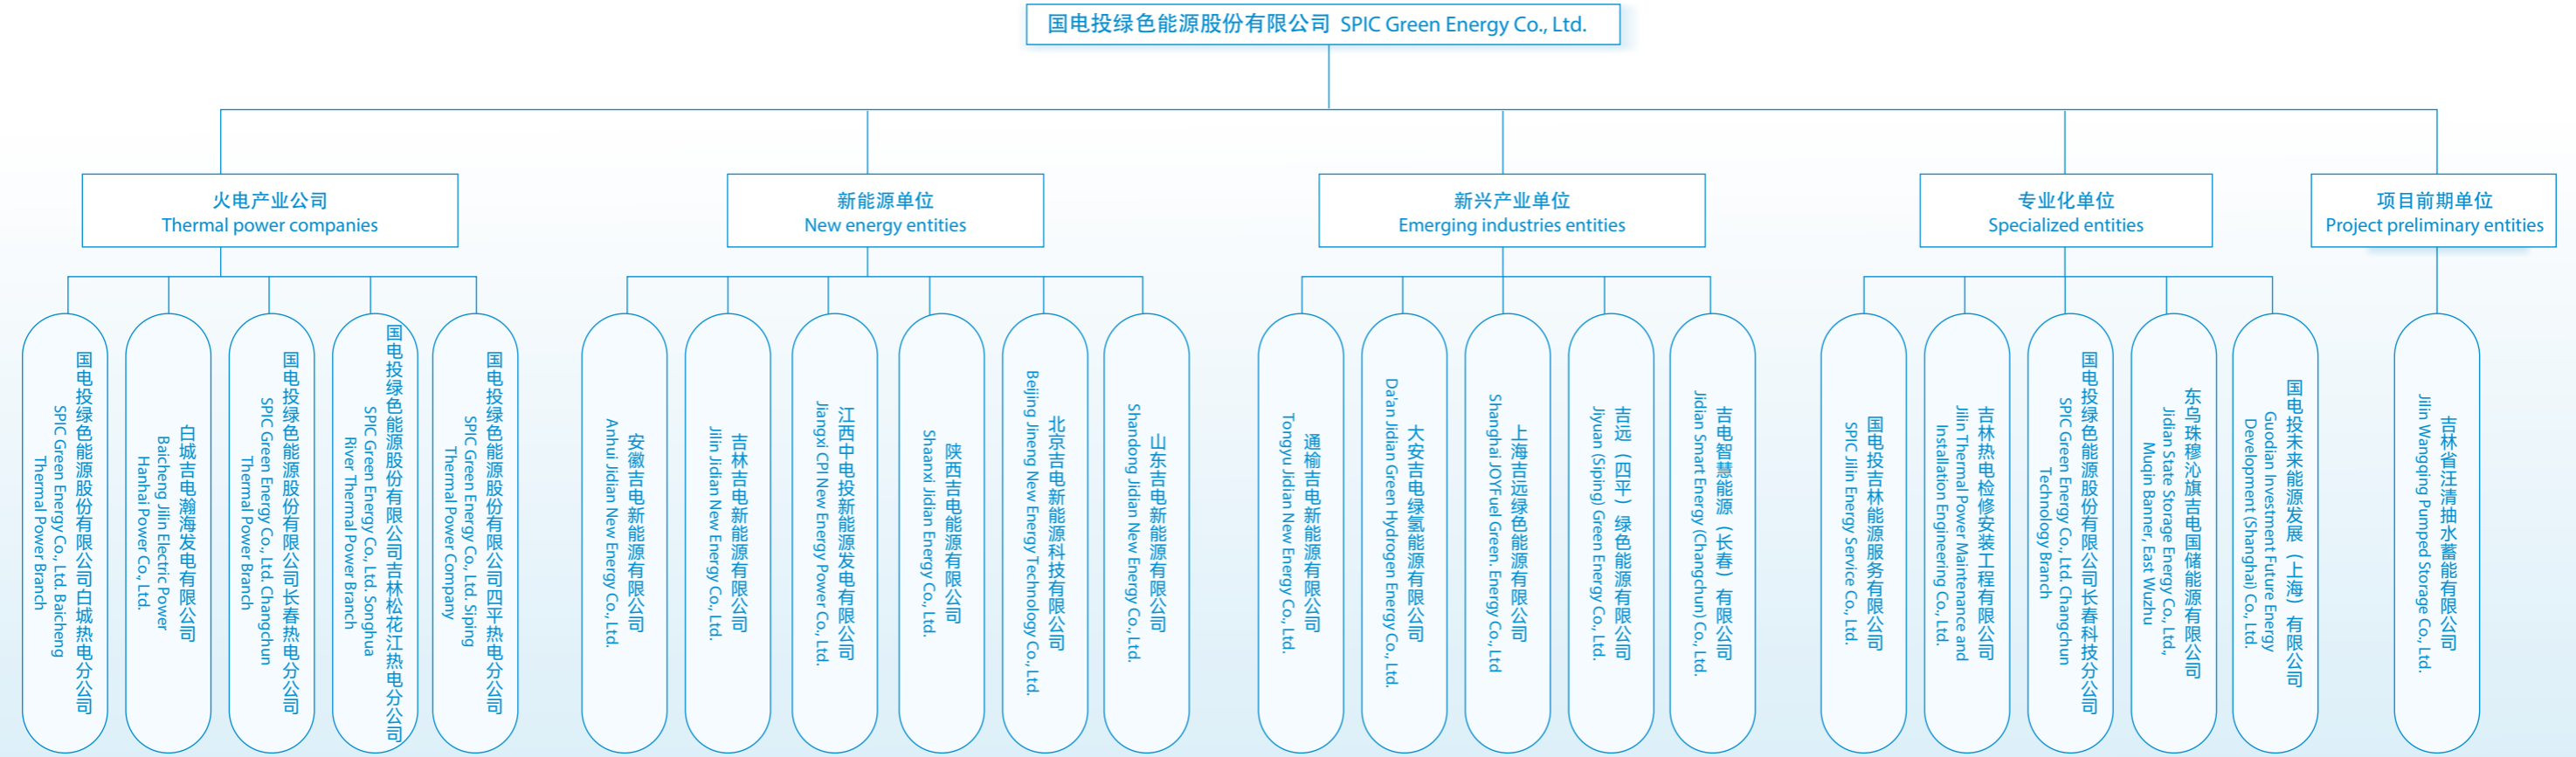 国电投绿色能源股份有限公司 SPIC Green Energy Co., Ltd.
火电产业公司
Thermal power companies
国电投绿色能源股份有限公司白城热电分公司
SPIC Green Energy Co., Ltd. Baicheng
Thermal Power Branch
白城吉电瀚海发电有限公司
Baicheng Jilin Electric Power
Hanhai Power Co., Ltd.
国电投绿色能源股份有限公司长春热电分公司
SPIC Green Energy Co., Ltd. Changchun
Thermal Power Branch
国电投绿色能源股份有限公司吉林松花江热电分公司
SPIC Green Energy Co., Ltd. Songhua
River Thermal Power Branch
国电投绿色能源股份有限公司四平热电分公司
SPIC Green Energy Co., Ltd. Siping
Thermal Power Company
新能源单位
New energy entities
安徽吉电新能源有限公司
Anhui Jidian New Energy Co., Ltd.
吉林吉电新能源有限公司
Jilin Jidian New Energy Co., Ltd.
江西中电投新能源发电有限公司
Jiangxi CPI New Energy Power Co., Ltd.
陕西吉电能源有限公司
Shaanxi Jidian Energy Co., Ltd.
北京吉电新能源科技有限公司
Beijing Jineng New Energy Technology Co., Ltd.
山东吉电新能源有限公司
Shandong Jidian New Energy Co., Ltd.
新兴产业单位
Emerging industries entities
通榆吉电新能源有限公司
Tongyu Jidian New Energy Co., Ltd.
大安吉电绿氢能源有限公司
Da'an Jidian Green Hydrogen Energy Co., Ltd.
上海吉远绿色能源有限公司
Shanghai JOYFuel Green. Energy Co., Ltd
吉远（四平）绿色能源有限公司
Jiyuan (Siping) Green Energy Co., Ltd.
吉电智慧能源（长春）有限公司
Jidian Smart Energy (Changchun) Co., Ltd.
专业化单位
Specialized entities
国电投吉林能源服务有限公司
SPIC Jilin Energy Service Co., Ltd.
吉林热电检修安装工程有限公司
Jilin Thermal Power Maintenance and
Installation Engineering Co., Ltd.
国电投绿色能源股份有限公司长春科技分公司
SPIC Green Energy Co., Ltd. Changchun
Technology Branch
东乌珠穆沁旗吉电国储能源有限公司
Jidian State Storage Energy Co., Ltd.,
Muqin Banner, East Wuzhu
国电投未来能源发展（上海）有限公司
Guodian Investment Future Energy
Development (Shanghai) Co., Ltd.
项目前期单位
Project preliminary entities
吉林省汪清抽水蓄能有限公司
Jilin Wangqing Pumped Storage Co., Ltd.